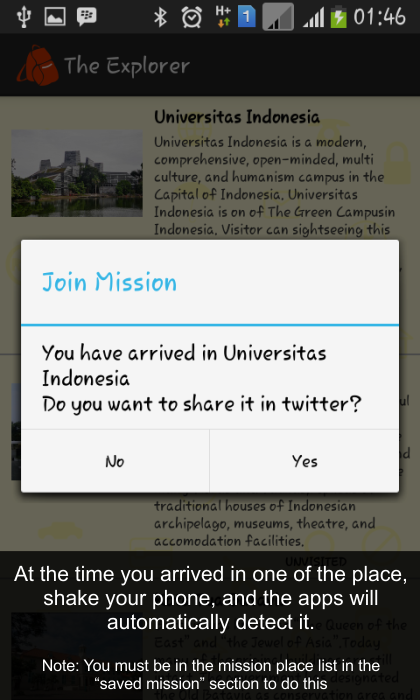 01:46
The Explorer
Universitas Indonesia
Universitas Indonesia is a modern,
comprehensive, open-minded, multi
culture, and humanism campus in the
Capital of Indonesia. Universitas
Indonesia is on of The Green Campusin
Indonesia. Visitor can sightseeing this
Join Mission
You have arrived in Universitas
Indonesia
Do you want to share it in twitter?
No
Yes
traditional houses of Indonesian
archipelago, museums, theatre, and
accomodation facilities.
UNVISITED
At the time you arrived in one of the place,
shake your phone, and the apps will
automatically detect it.
Queen of the
East" and "the Jewel of Asia".Today
Note: You must be in the mission place list in the
“saved mission” section to do this